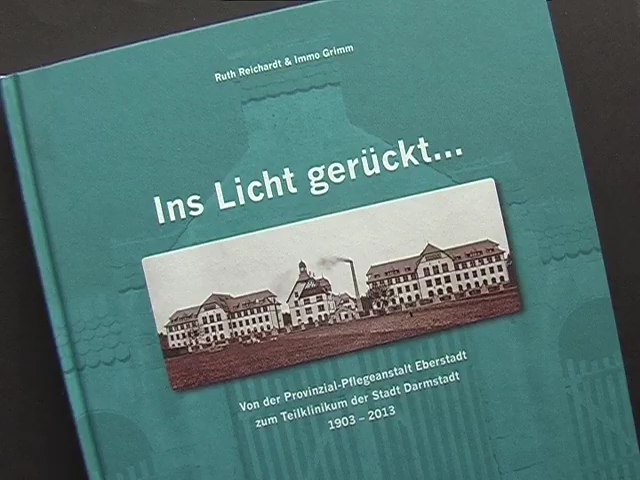 Ruth Reichardt & Immo Grimm
Ins Licht gerückt...
Von der Provinzial-Pflegeanstalt Eberstadt
zum Teilklinikum der Stadt Darmstadt
1903 – 2013